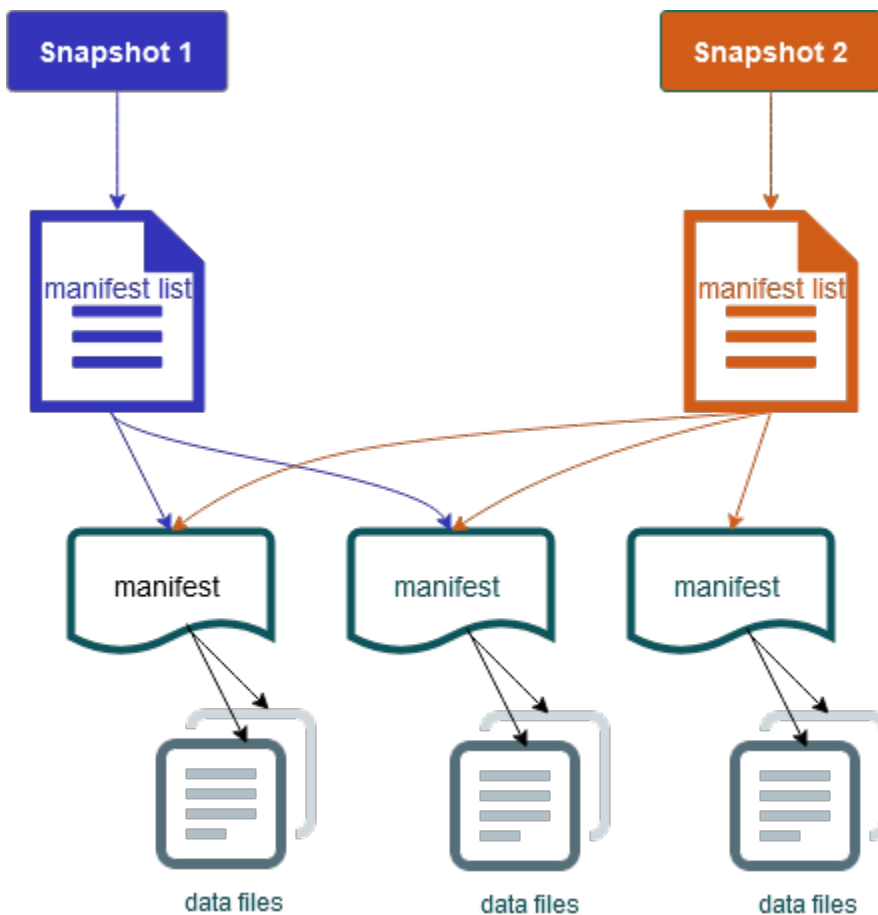 Snapshot 1
Snapshot 2
manifest list
manifest list
manifest
manifest
manifest
data files
data files
data files